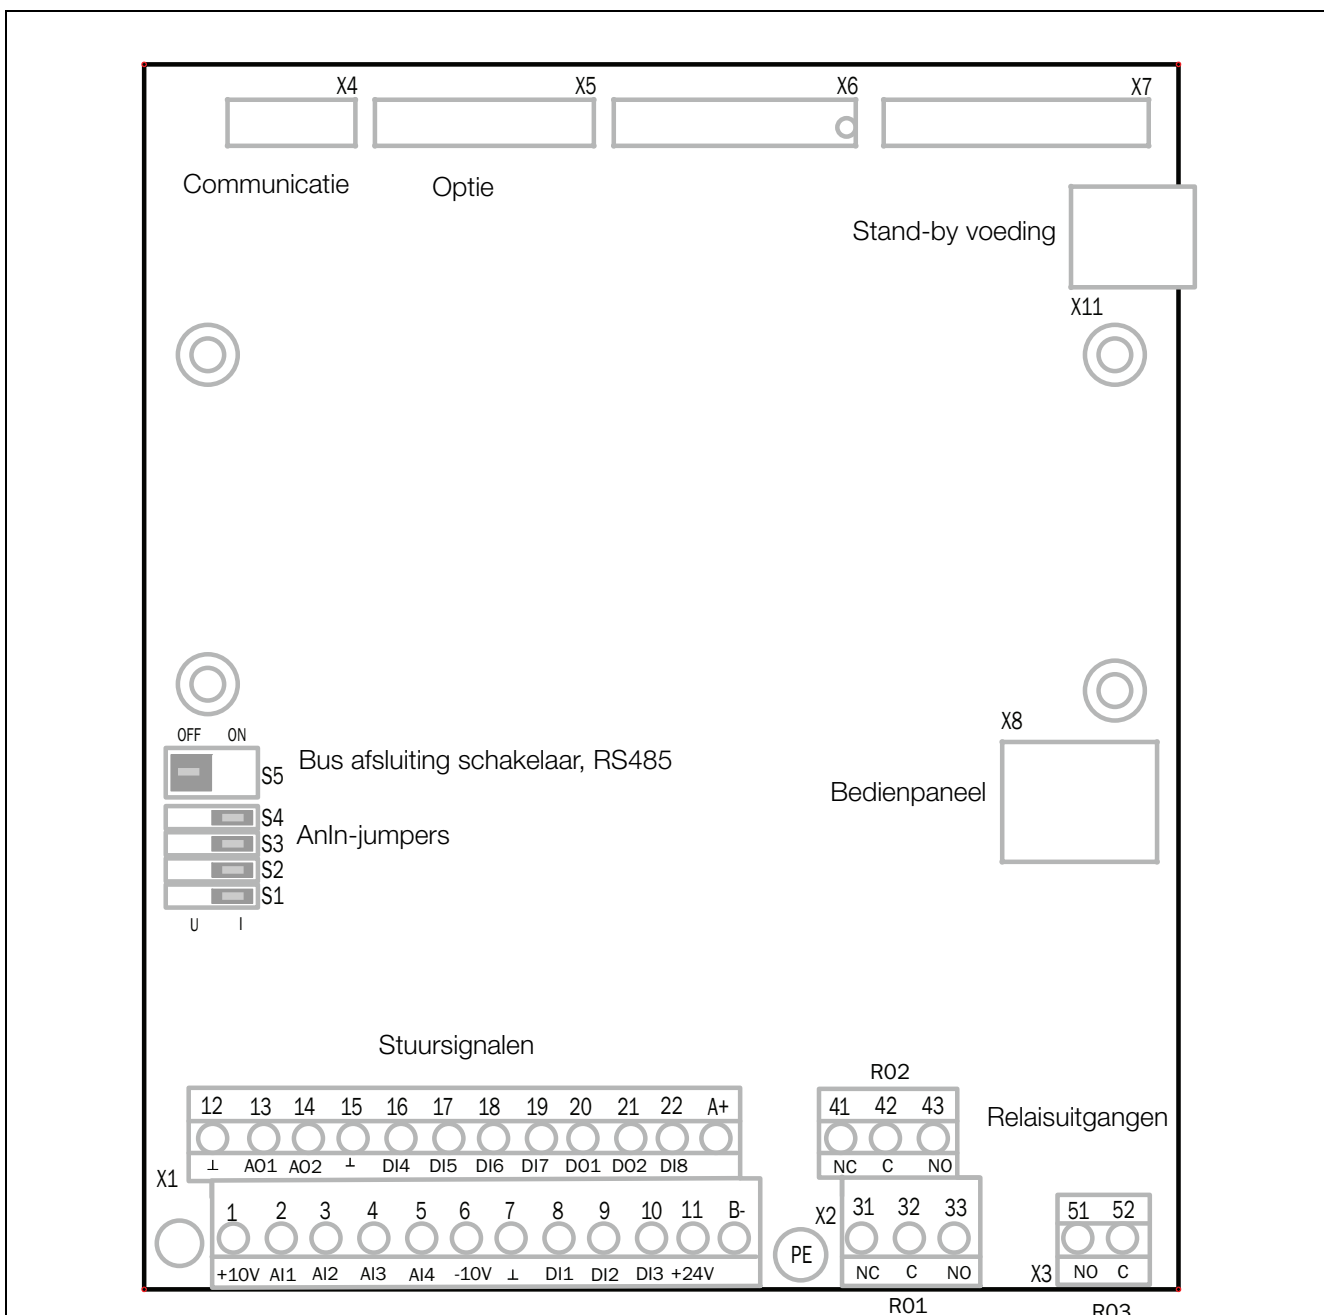 X4 X5 X6 X7
Communicatie Optie
Stand-by voeding
X11
OFF ON
X8
S5 Bus afsluiting schakelaar, RS485
Bedienpaneel
S4
AnIn-jumpers
S3
S2
S1
U I
Stuursignalen
RO2
12 13 14 15 16 17 18 19 20 21 22 A+
41 42 43
Relaisuitgangen
⊥ AO1 AO2 ⊥ DI4 DI5 DI6 DI7 DO1 DO2 DI8
NC C NO
X1
1 2 3 4 5 6 7 8 9 10 11 B-
X2 31 32 33
51 52
PE
+10V AI1 AI2 AI3 AI4 -10V ⊥ DI1 DI2 DI3 +24V
NC C NO
X3 NO C
RO1
RO3